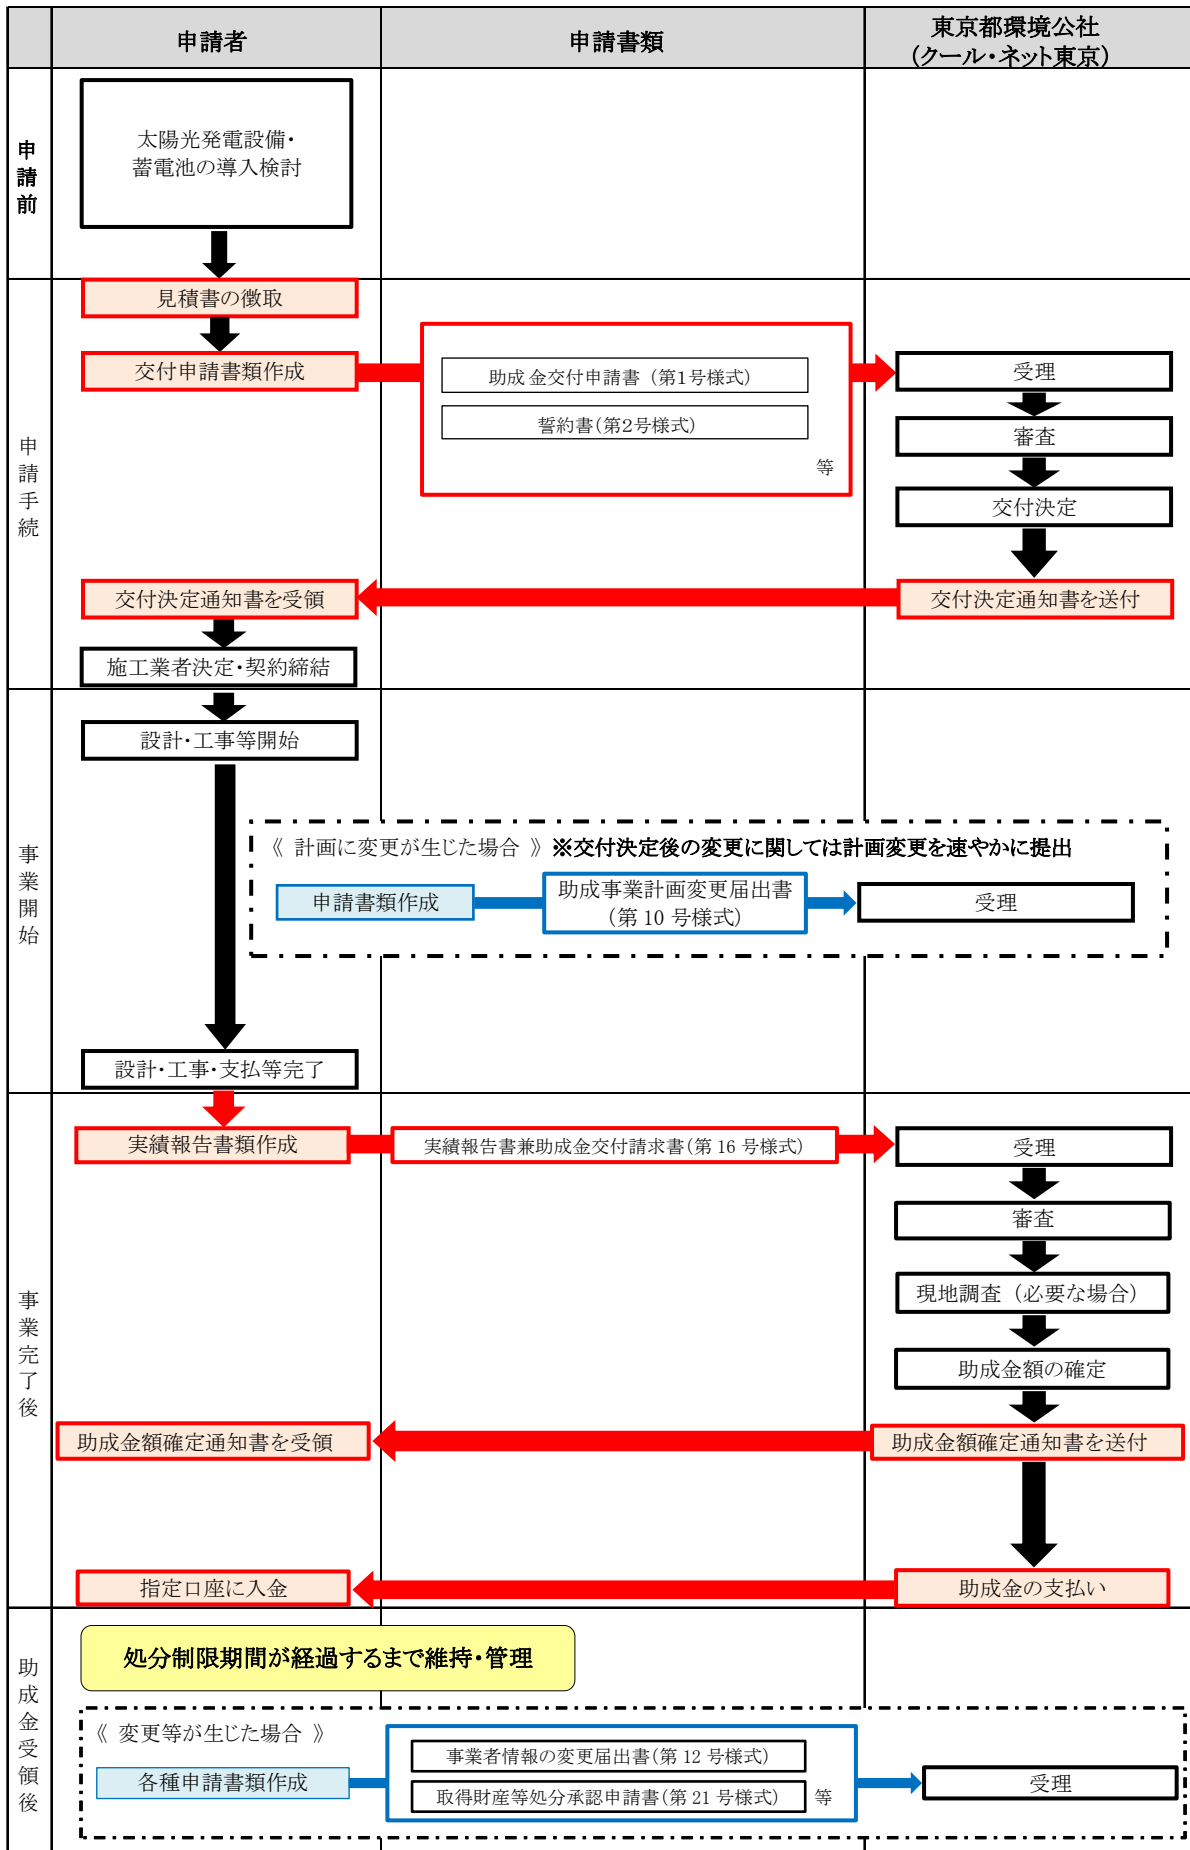 申請者
申請書類
東京都環境公社
(クール・ネット東京)
申請前
太陽光発電設備・
蓄電池の導入検討
申請手続
見積書の徴取
交付申請書類作成
助成金交付申請書（第1号様式）
誓約書(第2号様式)
等
受理
審査
交付決定
交付決定通知書を送付
交付決定通知書を受領
施工業者決定・契約締結
事業開始
設計・工事等開始
《 計画に変更が生じた場合 》※交付決定後の変更に関しては計画変更を速やかに提出
申請書類作成
助成事業計画変更届出書
（第 10 号様式）
受理
設計・工事・支払等完了
事業完了後
実績報告書類作成
実績報告書兼助成金交付請求書(第 16 号様式)
受理
審査
現地調査（必要な場合）
助成金額の確定
助成金額確定通知書を送付
助成金額確定通知書を受領
助成金の支払い
指定口座に入金
助成金受領後
処分制限期間が経過するまで維持・管理
《 変更等が生じた場合 》
各種申請書類作成
事業者情報の変更届出書(第 12 号様式)
取得財産等処分承認申請書(第 21 号様式)
等
受理